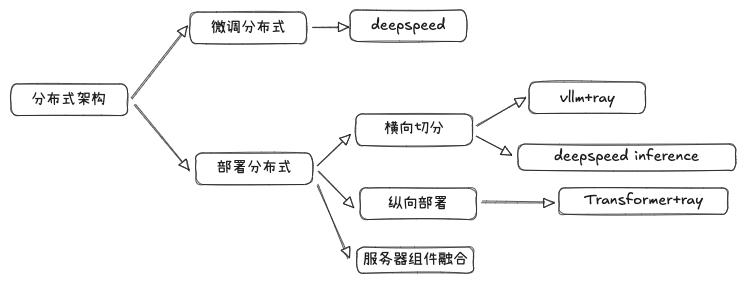 微调分布式
deepspeed
分布式架构
vllm+ray
横向切分
部署分布式
deepspeed inference
纵向部署
Transformer+ray
服务器组件融合